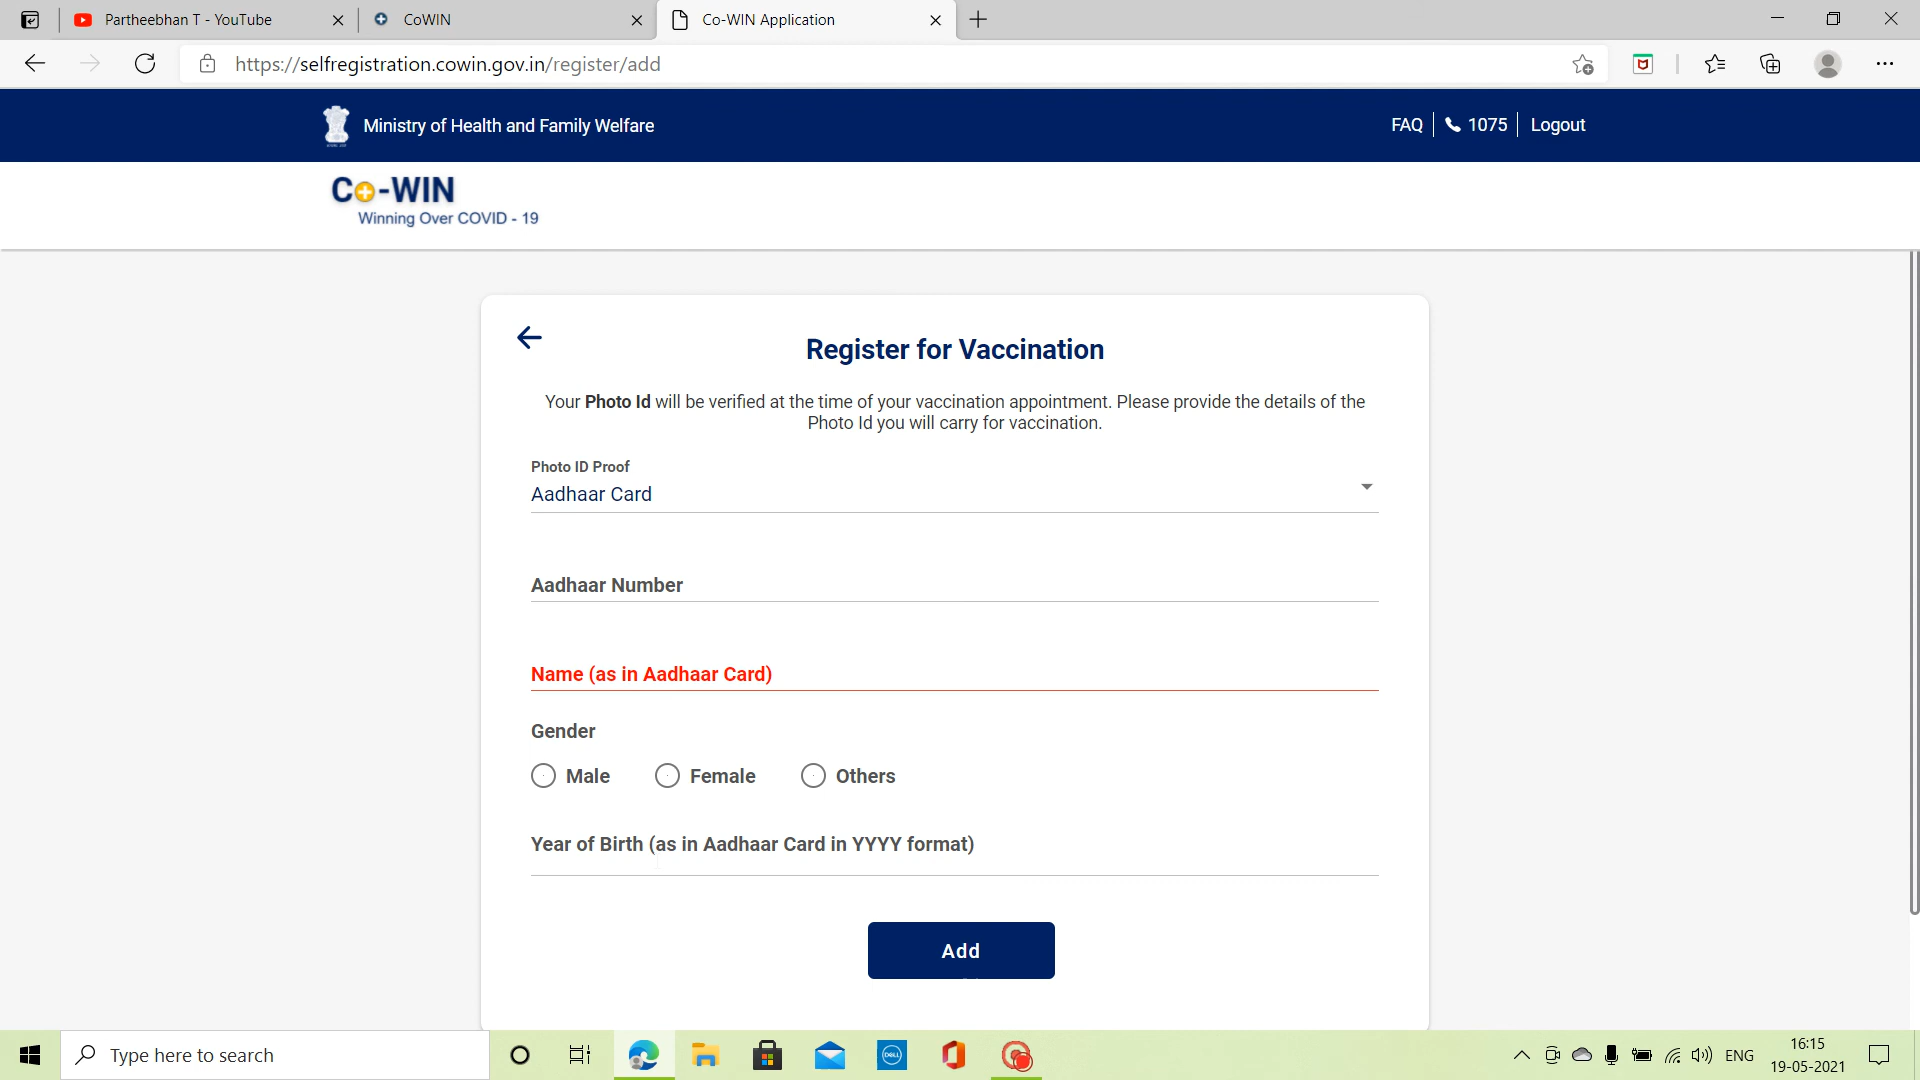 Partheebhan T - YouTube
CoWIN
Co-WIN Application
https://selfregistration.cowin.gov.in/register/add
Ministry of Health and Family Welfare
FAQ
1075
Logout
Co-WIN
Winning Over COVID - 19
Register for Vaccination
Your Photo Id will be verified at the time of your vaccination appointment. Please provide the details of the
Photo Id you will carry for vaccination.
Photo ID Proof
Aadhaar Card
Aadhaar Number
Name (as in Aadhaar Card)
Gender
Male
Female
Others
Year of Birth (as in Aadhaar Card in YYYY format)
Add
Type here to search
DELL
ENG
16:15
19-05-2021